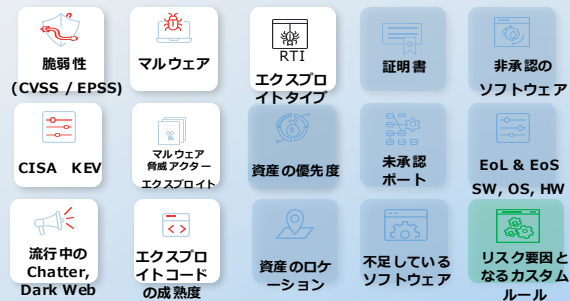 脆弱性
(CVSS / EPSS)
マルウェア
RTI
エクスプロ
イトタイプ
証明書
非承認の
ソフトウェア
CISA KEV
マルウェア
脅威アクター
エクスプロイト
資産の優先度
未承認
ポート
EoL & EoS
SW, OS, HW
流行中の
Chatter,
Dark Web
エクスプロ
イトコード
の成熟度
資産のロケ
ーション
不足している
ソフトウェア
リスク要因と
なるカスタム
ルール